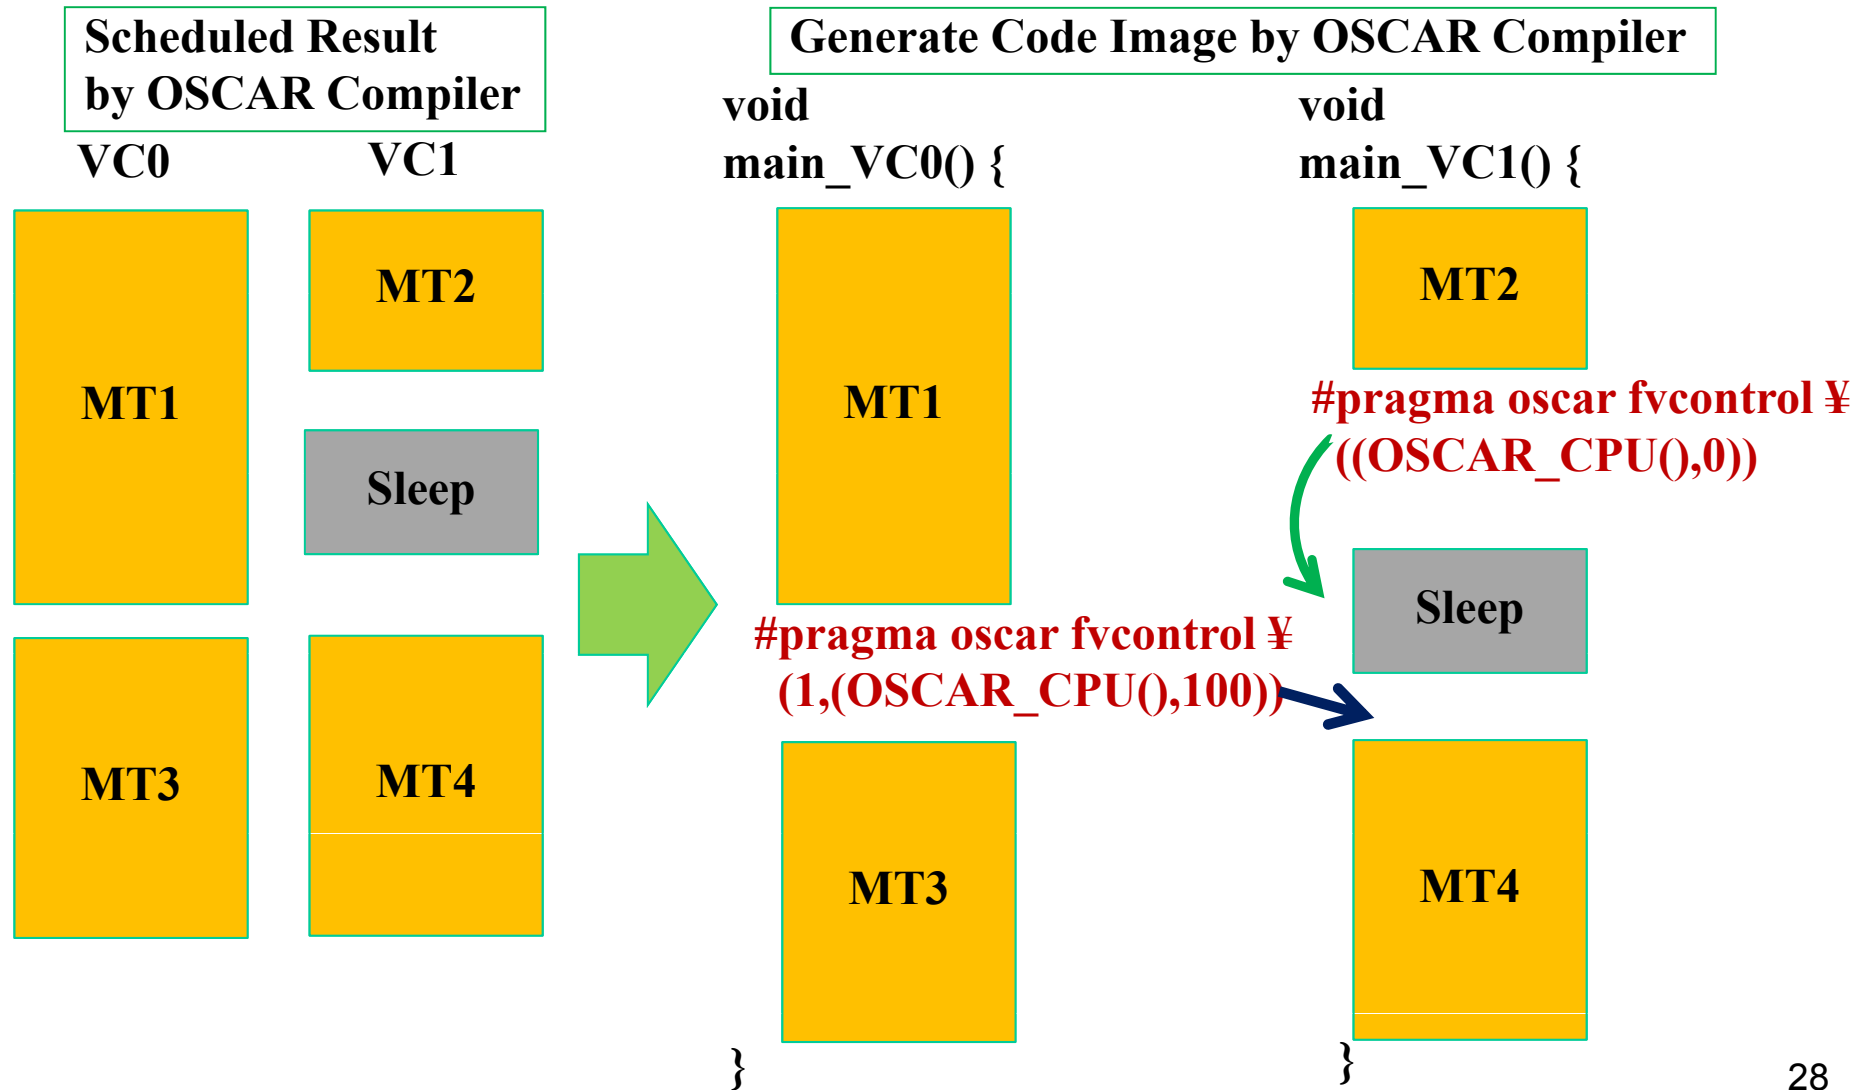 Scheduled Result
by OSCAR Compiler
VC0
VC1
MT1
MT2
Sleep
MT3
MT4
Generate Code Image by OSCAR Compiler
void
main_VC0() {
MT1
#pragma oscar fvcontrol ¥
(1,(OSCAR_CPU(),100))
MT3
}
void
main_VC1() {
MT2
#pragma oscar fvcontrol ¥
((OSCAR_CPU(),0))
Sleep
MT4
}
28